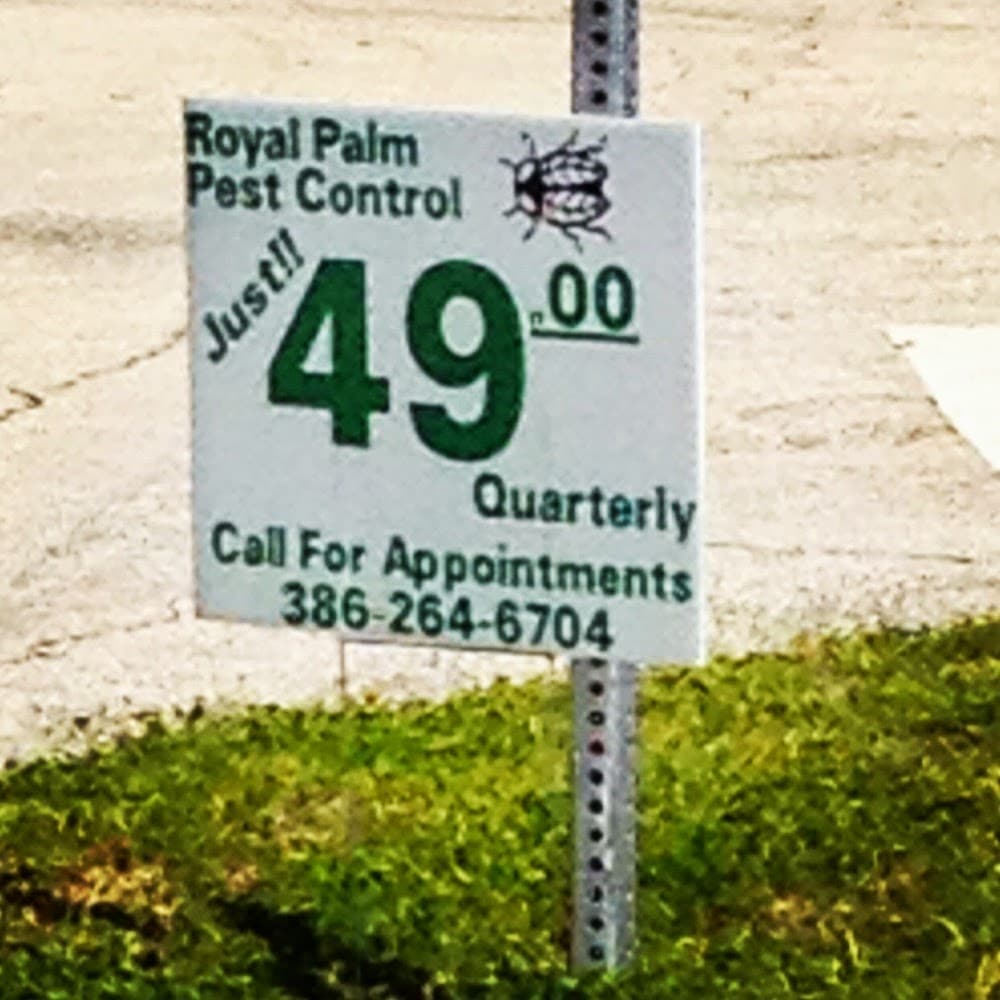 Royal Palm
Pest Control
Just!!
49.00
Quarterly
Call For Appointments
386-264-6704